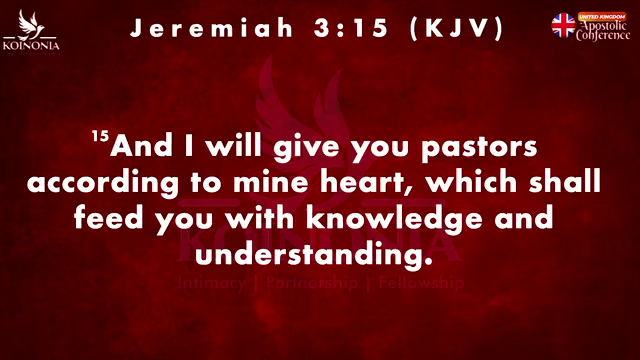 Jeremiah 3:15 (KJV)
KOINONIA
UNITED KINGDOM
Apostolic
Conference
15And I will give you pastors
according to mine heart, which shall
feed you with knowledge and
understanding.
KOINONIA
Intimacy | Partnership | Fellowship